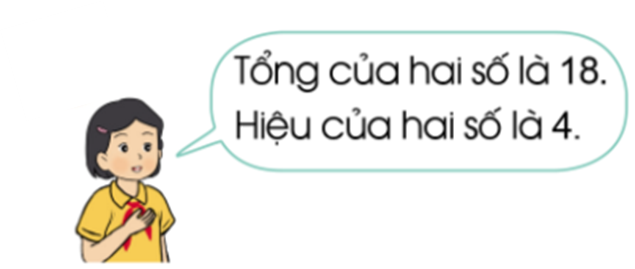 Tổng của hai số là 18.
Hiệu của hai số là 4.